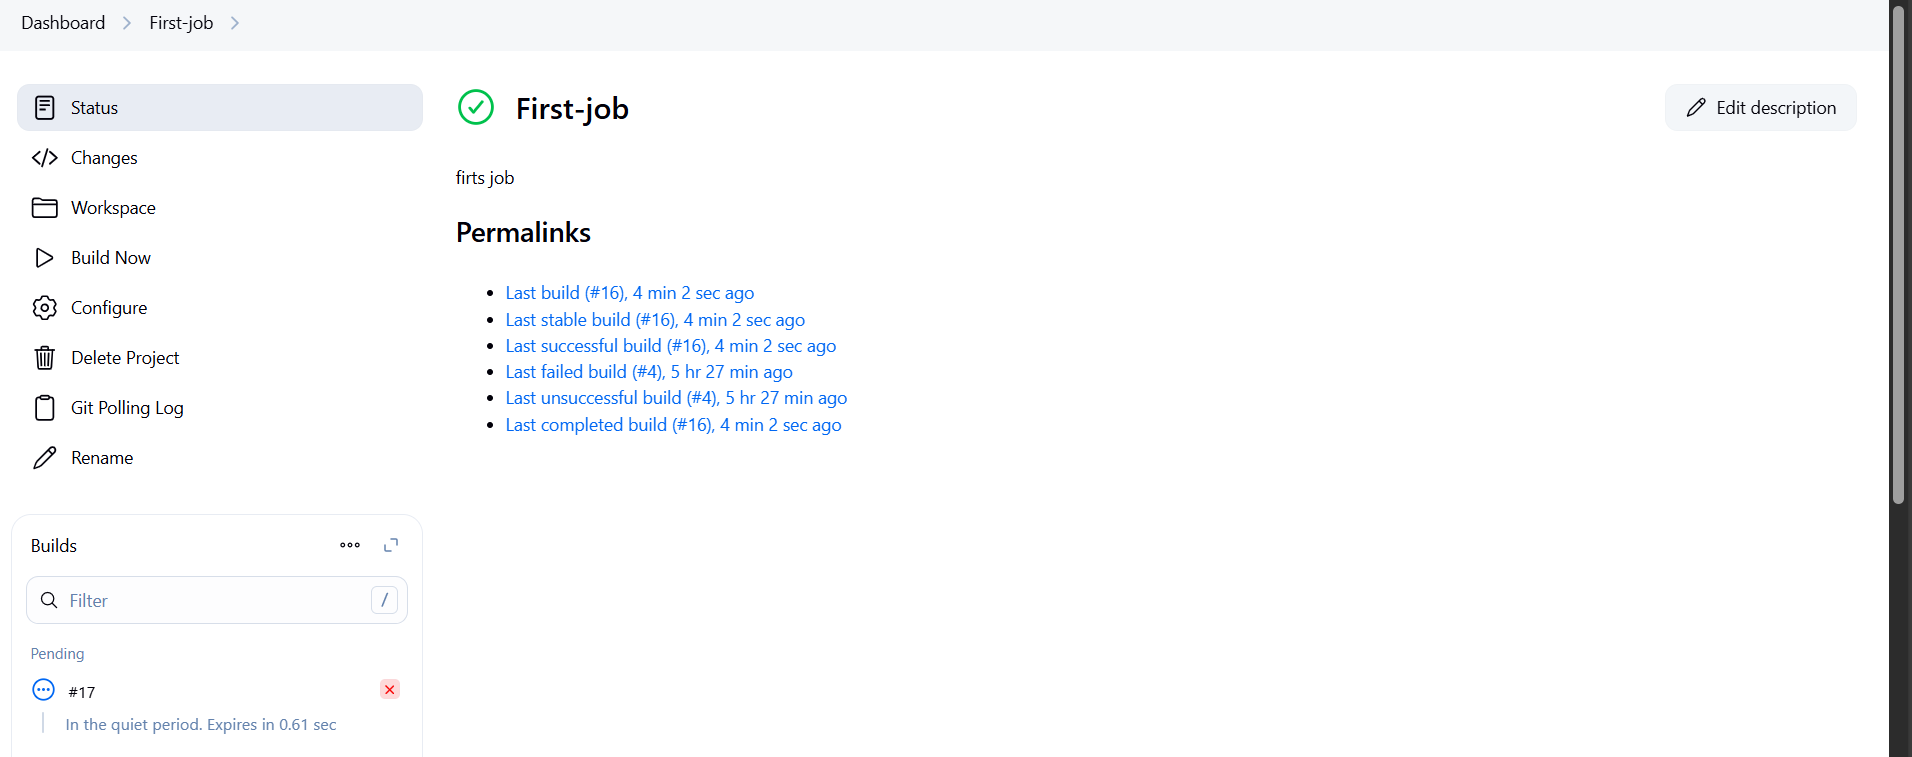 Dashboard
First-job
Status
Changes
Workspace
Build Now
Configure
Delete Project
Git Polling Log
Rename
Builds
Filter
/
Pending
#17
In the quiet period. Expires in 0.61 sec
First-job
Edit description
firts job
Permalinks
Last build (#16), 4 min 2 sec ago
Last stable build (#16), 4 min 2 sec ago
Last successful build (#16), 4 min 2 sec ago
Last failed build (#4), 5 hr 27 min ago
Last unsuccessful build (#4), 5 hr 27 min ago
Last completed build (#16), 4 min 2 sec ago